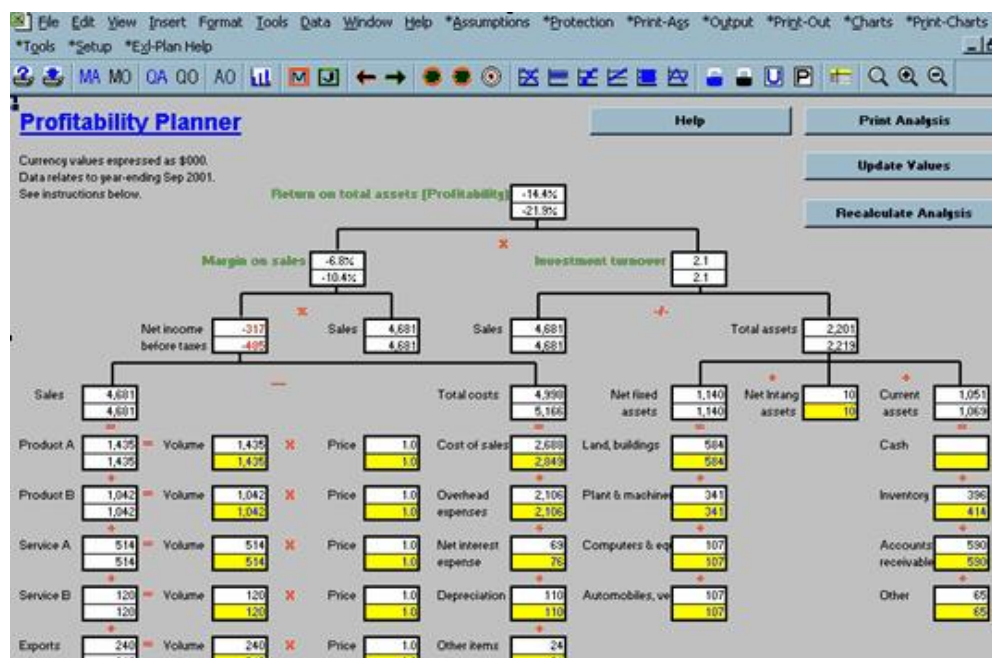 File Edit View Insert Format Tools Data Window Help *Assumptions *Protection *Print-Ass *Output *Print-Out *Charts *Print-Charts
*Tools *Setup *Exl-Plan Help
MA MO QA QO AO M J U P
Profitability Planner
Help
Print Analysis
Currency values expressed as $000.
Data relates to year-ending Sep 2001.
See instructions below.
Update Values
Recalculate Analysis
Return on total assets [Profitability] -14.4%
-21.9%
x
Margin on sales -6.8%
-10.4%
Investment turnover 2.1
2.1
x
-/-
Net income before taxes -317
-485
Sales 4,681
4,681
Sales 4,681
4,681
Total assets 2,201
2,219
Sales 4,681
4,681
Total costs 4,998
5,166
Net fixed assets 1,140
1,140
Net Intang assets 10
10
Current assets 1,051
1,069
Product A 1,435 = Volume 1,435 x Price 1.0 Cost of sales 2,688 Land, buildings 584 Cash
1,435 1,435 1.0 2,849 584
Product B 1,042 = Volume 1,042 x Price 1.0 Overhead 2,106 Plant & machine 341 Inventory 396
1,042 1,042 1.0 expenses 2,106 341 414
Service A 514 = Volume 514 x Price 1.0 Net interest 69 Computers & eq 107 Accounts 590
514 514 1.0 expense 76 107 receivable 590
Service B 120 = Volume 120 x Price 1.0 Depreciation 110 Automobiles, ve 107 Other 65
120 120 1.0 110 107 65
Exports 240 = Volume 240 x Price 1.0 Other items 24